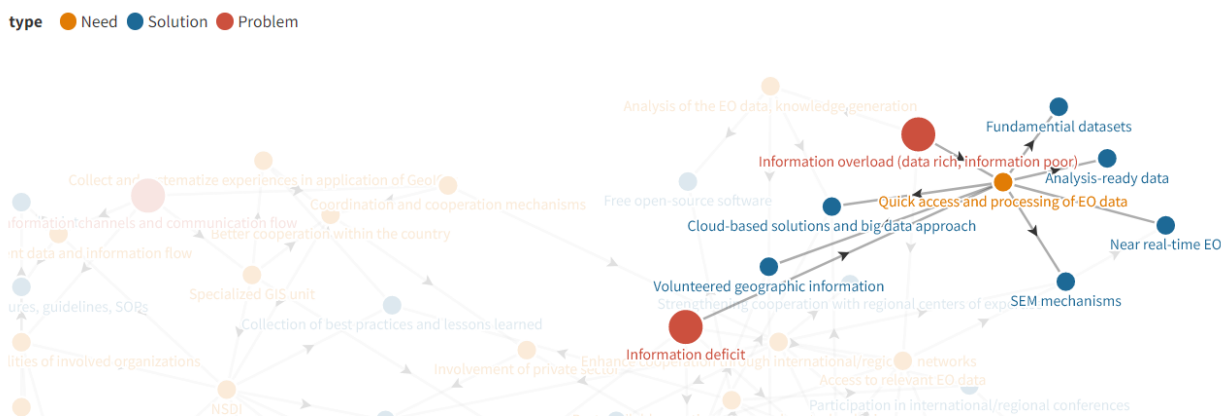 type Need Solution Problem
Analysis of the EO data, knowledge generation
Fundamential datasets
Information overload (data rich, information poor)
Analysis-ready data
Collect and systematize experiences in application of GeoI
Free open-source software
Quick access and processing of EO data
Coordination and cooperation mechanisms
nformation channels and communication flow
Cloud-based solutions and big data approach
Better cooperation within the country
Near real-time EO
nt data and information flow
Volunteered geographic information
Specialized GIS unit
SEM mechanisms
Strengthening cooperation with regional centers of exper
ures, guidelines, SOPs
Collection of best practices and lessons learned
Information deficit
lities of involved organizations
Enhance cooperation through international/regional networks
Involvement of private sector
Access to relevant EO data
NSDI
Participation in international/regional conferences